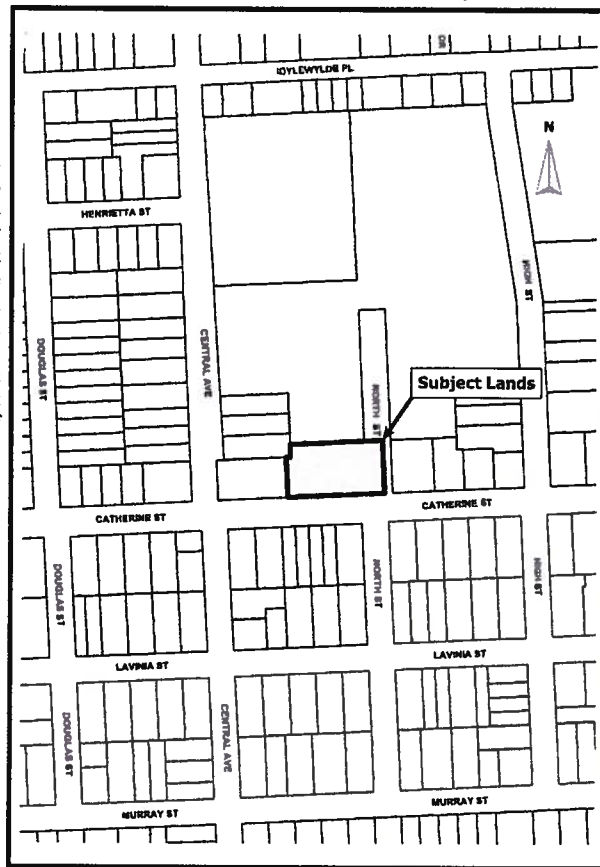 DR
IDYLEWYLDE PL
N
HENRIETTA ST
HIGH ST
DOUGLAS ST
CENTRAL AVE
Subject Lands
NORTH ST
CATHERINE ST
CATHERINE ST
DOUGLAS ST
NORTH ST
HIGH ST
LAVINIA ST
LAVINIA ST
DOUGLAS ST
CENTRAL AVE
MURRAY ST
MURRAY ST